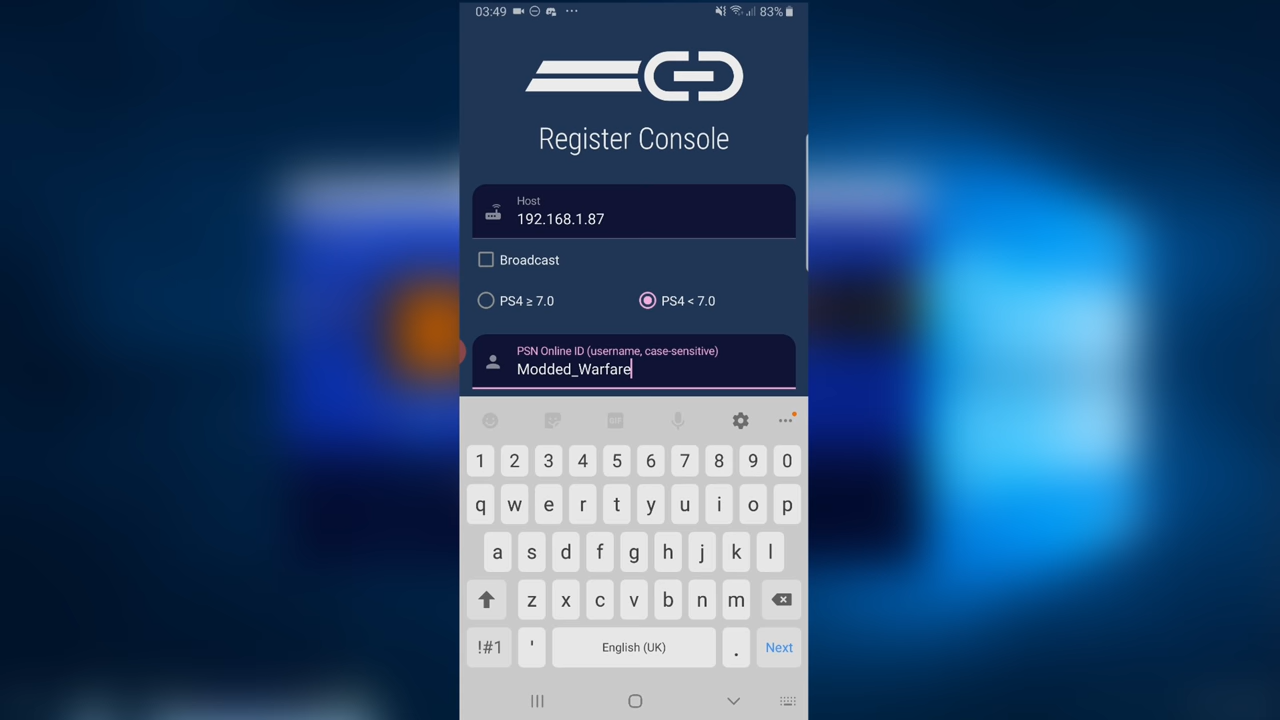 03:49 83%
Register Console
Host
192.168.1.87
Broadcast
PS4 ≥ 7.0 PS4 < 7.0
PSN Online ID (username, case-sensitive)
Modded_Warfare
GIF
1 2 3 4 5 6 7 8 9 0
q w e r t y u i o p
a s d f g h j k l
z x c v b n m
!#1 ' English (UK) . Next